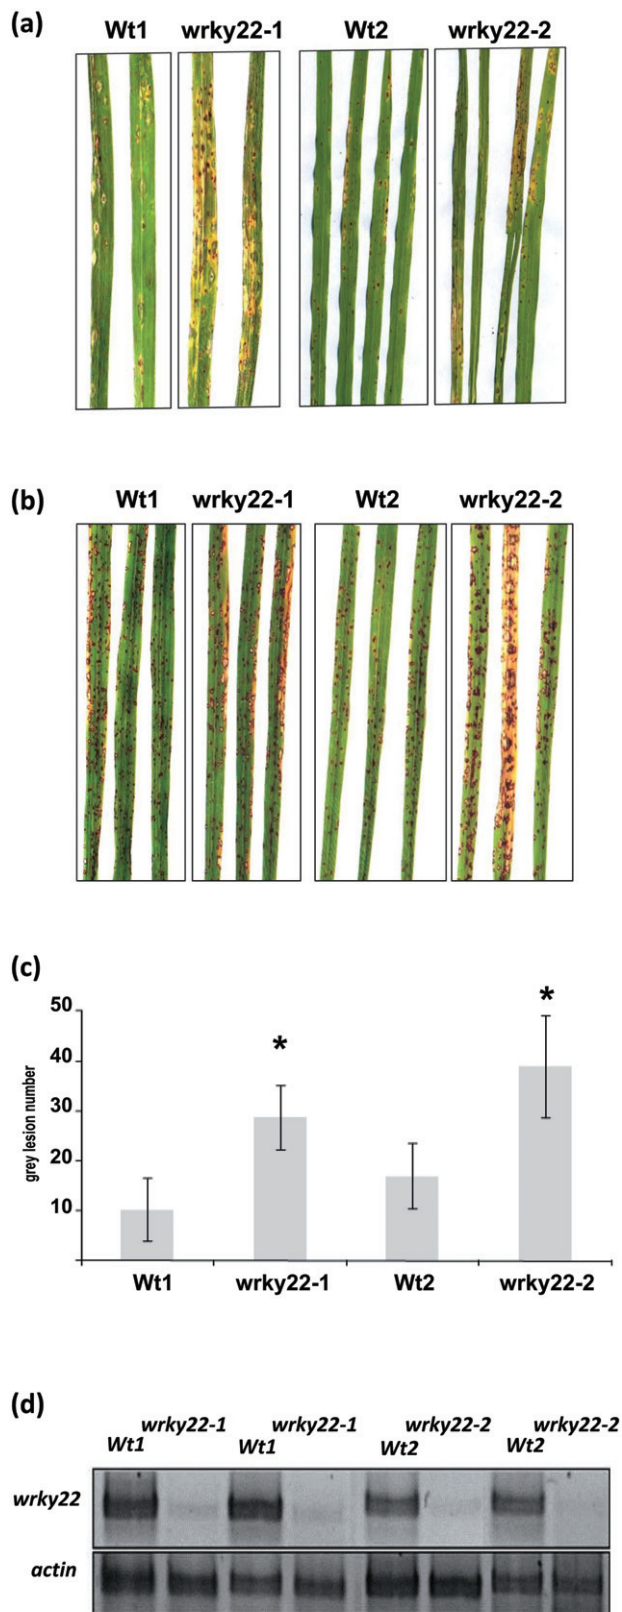 (a)
Wt1 wrky22-1 Wt2 wrky22-2
(b)
Wt1 wrky22-1 Wt2 wrky22-2
(c)
50
*
*
40
grey lesion number
30
20
10
Wt1 wrky22-1 Wt2 wrky22-2
(d)
wrky22-1 wrky22-1 wrky22-2 wrky22-2
Wt1 Wt1 Wt2 Wt2
wrky22
actin